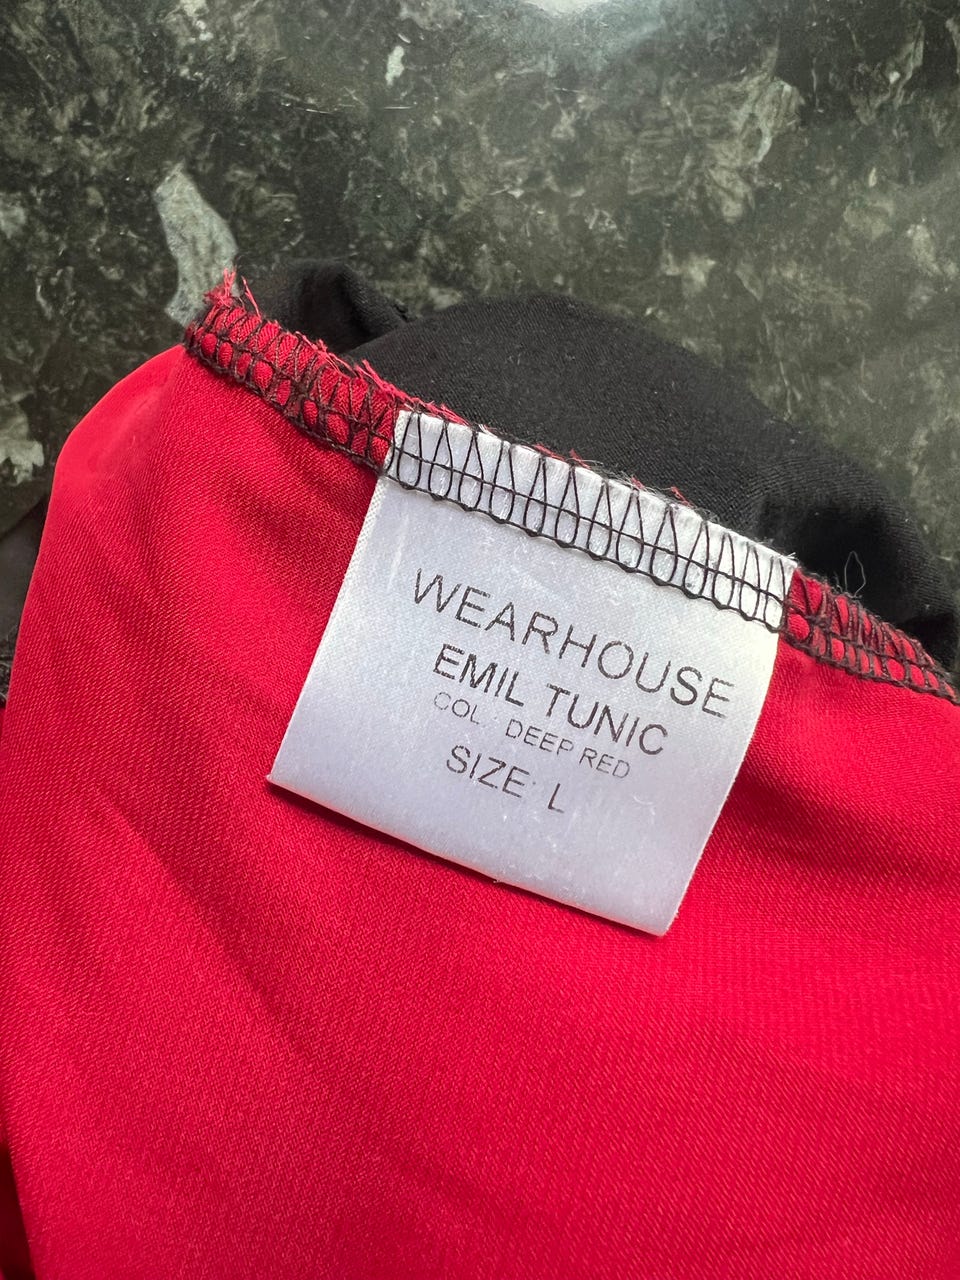 WEARHOUSE
EMIL TUNIC
COL : DEEP RED
SIZE: L